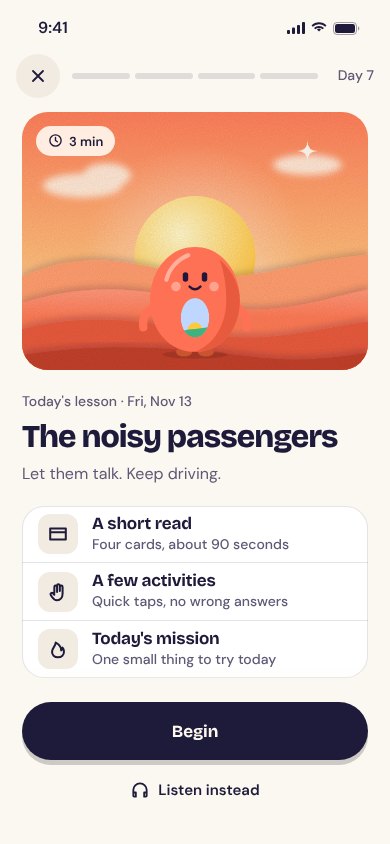 9:41
Day 7
3 min
Today's lesson · Fri, Nov 13
The noisy passengers
Let them talk. Keep driving.
A short read
Four cards, about 90 seconds
A few activities
Quick taps, no wrong answers
Today's mission
One small thing to try today
Begin
Listen instead